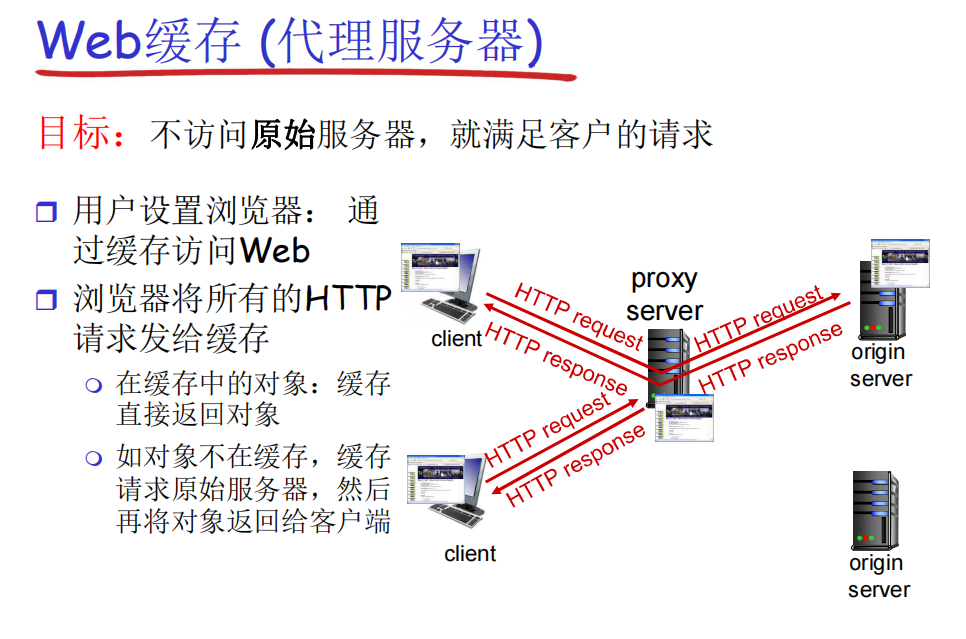 Web缓存 (代理服务器)
目标：不访问原始服务器，就满足客户的请求
用户设置浏览器： 通
过缓存访问Web
浏览器将所有的HTTP
请求发给缓存
在缓存中的对象：缓存
直接返回对象
如对象不在缓存，缓存
请求原始服务器，然后
再将对象返回给客户端
client
HTTP request
HTTP response
proxy
server
HTTP request
HTTP response
origin
server
HTTP request
HTTP response
client
origin
server